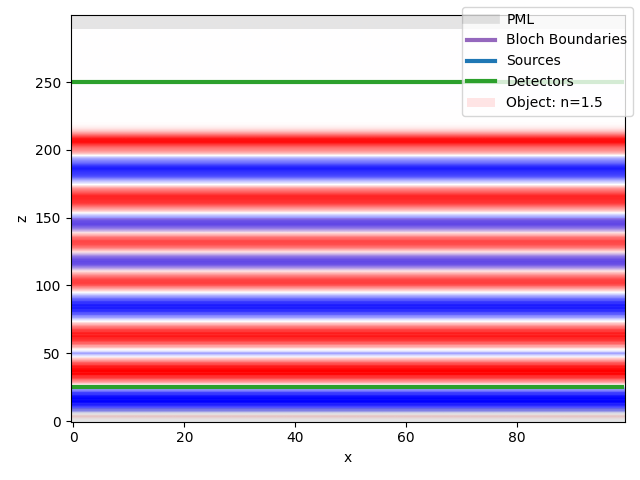 PML
Bloch Boundaries
Sources
Detectors
Object: n=1.5
250
200
150
100
50
0
z
0 20 40 60 80
x